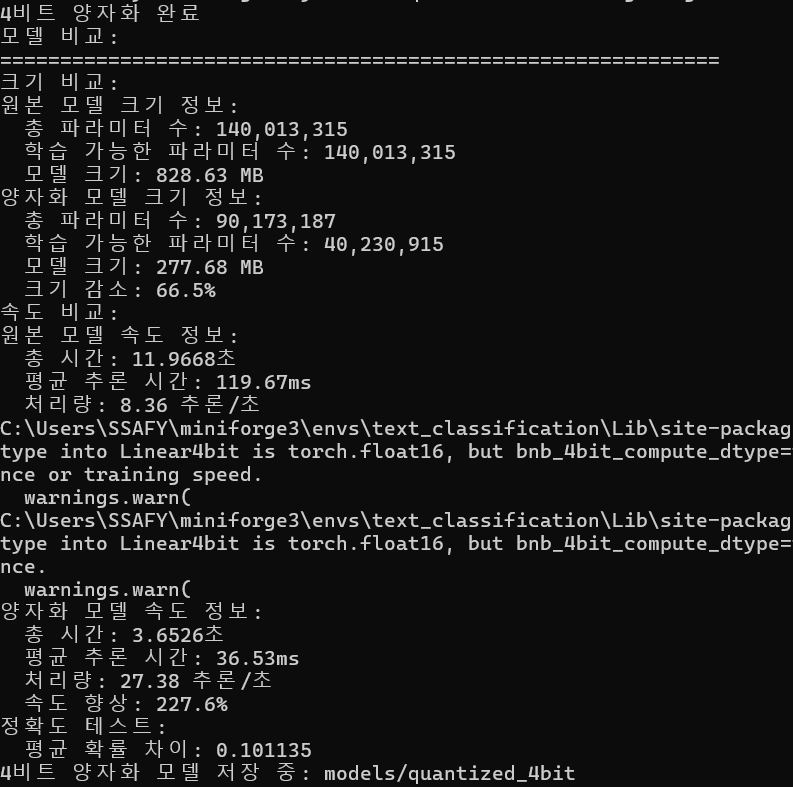 4비트 양자화 완료
모델 비교:
============================================================
크기 비교:
원본 모델 크기 정보:
  총 파라미터 수: 140,013,315
  학습 가능한 파라미터 수: 140,013,315
  모델 크기: 828.63 MB
양자화 모델 크기 정보:
  총 파라미터 수: 90,173,187
  학습 가능한 파라미터 수: 40,230,915
  모델 크기: 277.68 MB
  크기 감소: 66.5%
속도 비교:
원본 모델 속도 정보:
  총 시간: 11.9668초
  평균 추론 시간: 119.67ms
  처리량: 8.36 추론/초
C:\Users\SSAFY\miniforge3\envs\text_classification\Lib\site-packag
type into Linear4bit is torch.float16, but bnb_4bit_compute_dtype=
nce or training speed.
  warnings.warn(
C:\Users\SSAFY\miniforge3\envs\text_classification\Lib\site-packag
type into Linear4bit is torch.float16, but bnb_4bit_compute_dtype=
nce.
  warnings.warn(
양자화 모델 속도 정보:
  총 시간: 3.6526초
  평균 추론 시간: 36.53ms
  처리량: 27.38 추론/초
  속도 향상: 227.6%
정확도 테스트:
  평균 확률 차이: 0.101135
4비트 양자화 모델 저장 중: models/quantized_4bit